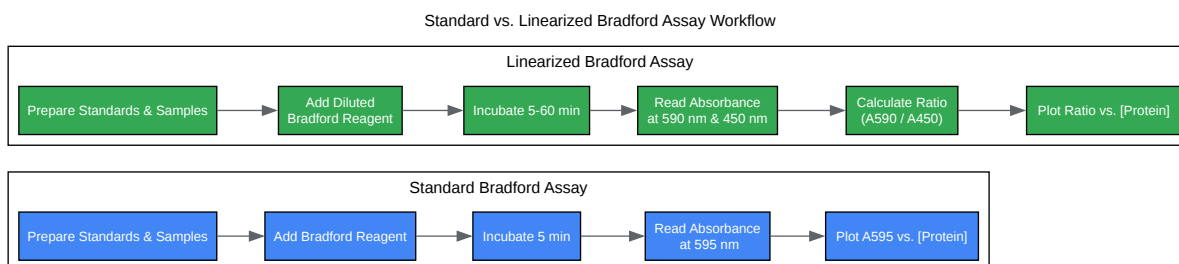 Standard vs. Linearized Bradford Assay Workflow
Linearized Bradford Assay
Prepare Standards & Samples
Add Diluted
Bradford Reagent
Incubate 5-60 min
Read Absorbance
at 590 nm & 450 nm
Calculate Ratio
(A590 / A450)
Plot Ratio vs. [Protein]
Standard Bradford Assay
Prepare Standards & Samples
Add Bradford Reagent
Incubate 5 min
Read Absorbance
at 595 nm
Plot A595 vs. [Protein]